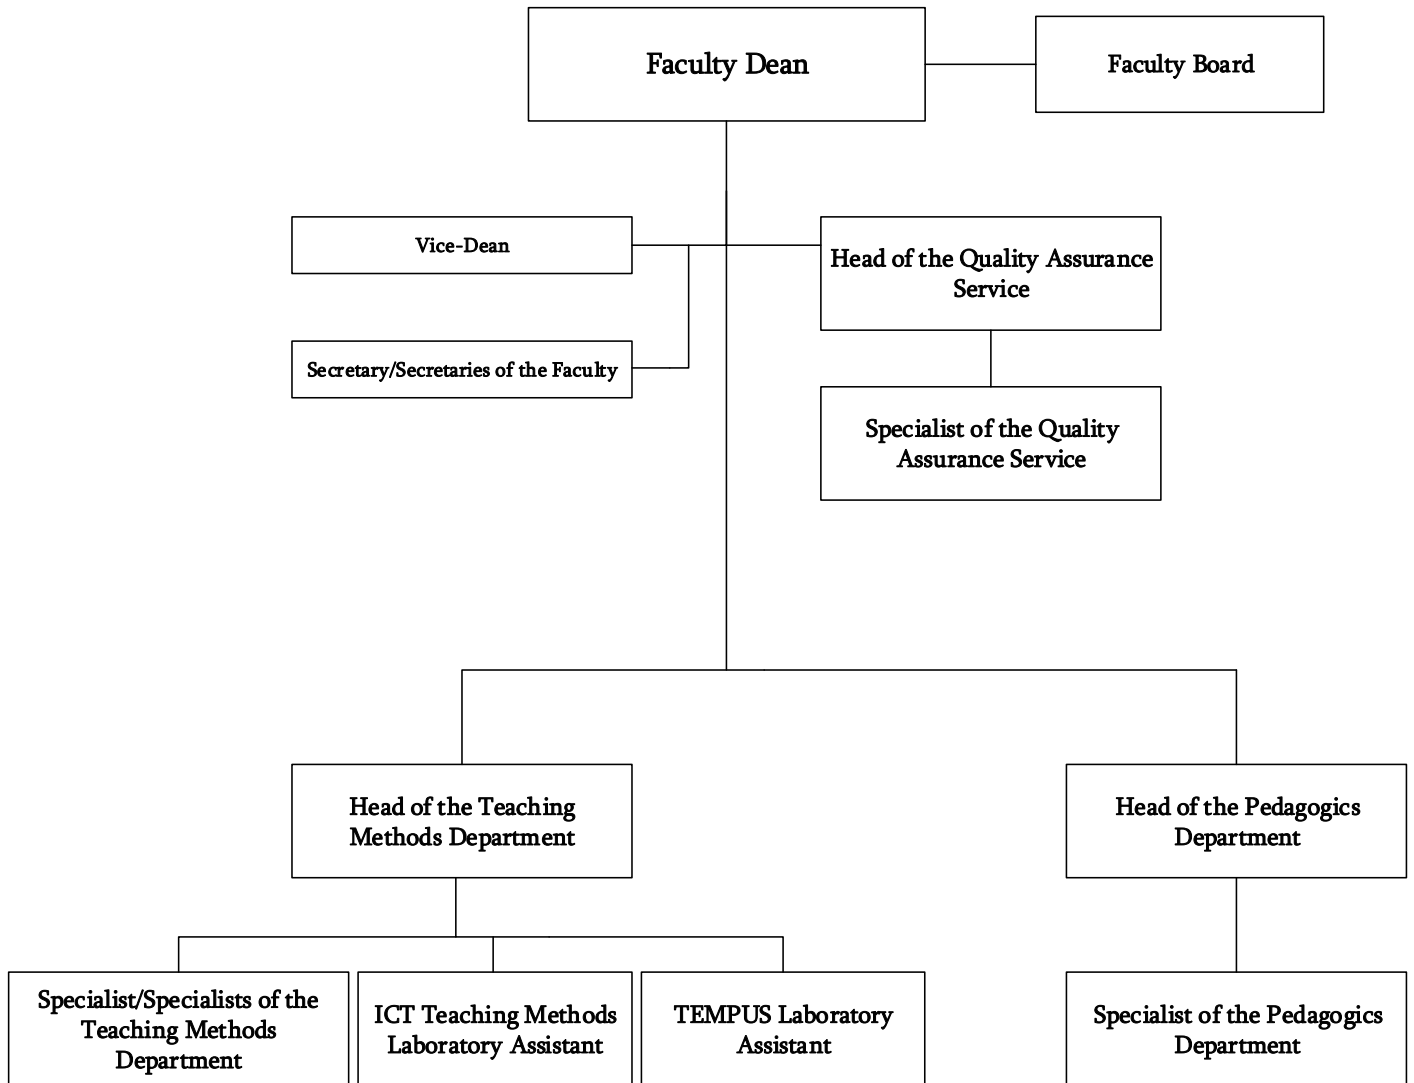 Faculty Dean
Faculty Board
Vice-Dean
Head of the Quality Assurance
Service
Secretary/Secretaries of the Faculty
Specialist of the Quality
Assurance Service
Head of the Teaching
Methods Department
Head of the Pedagogics
Department
Specialist/Specialists of the
Teaching Methods
Department
ICT Teaching Methods
Laboratory Assistant
TEMPUS Laboratory
Assistant
Specialist of the Pedagogics
Department